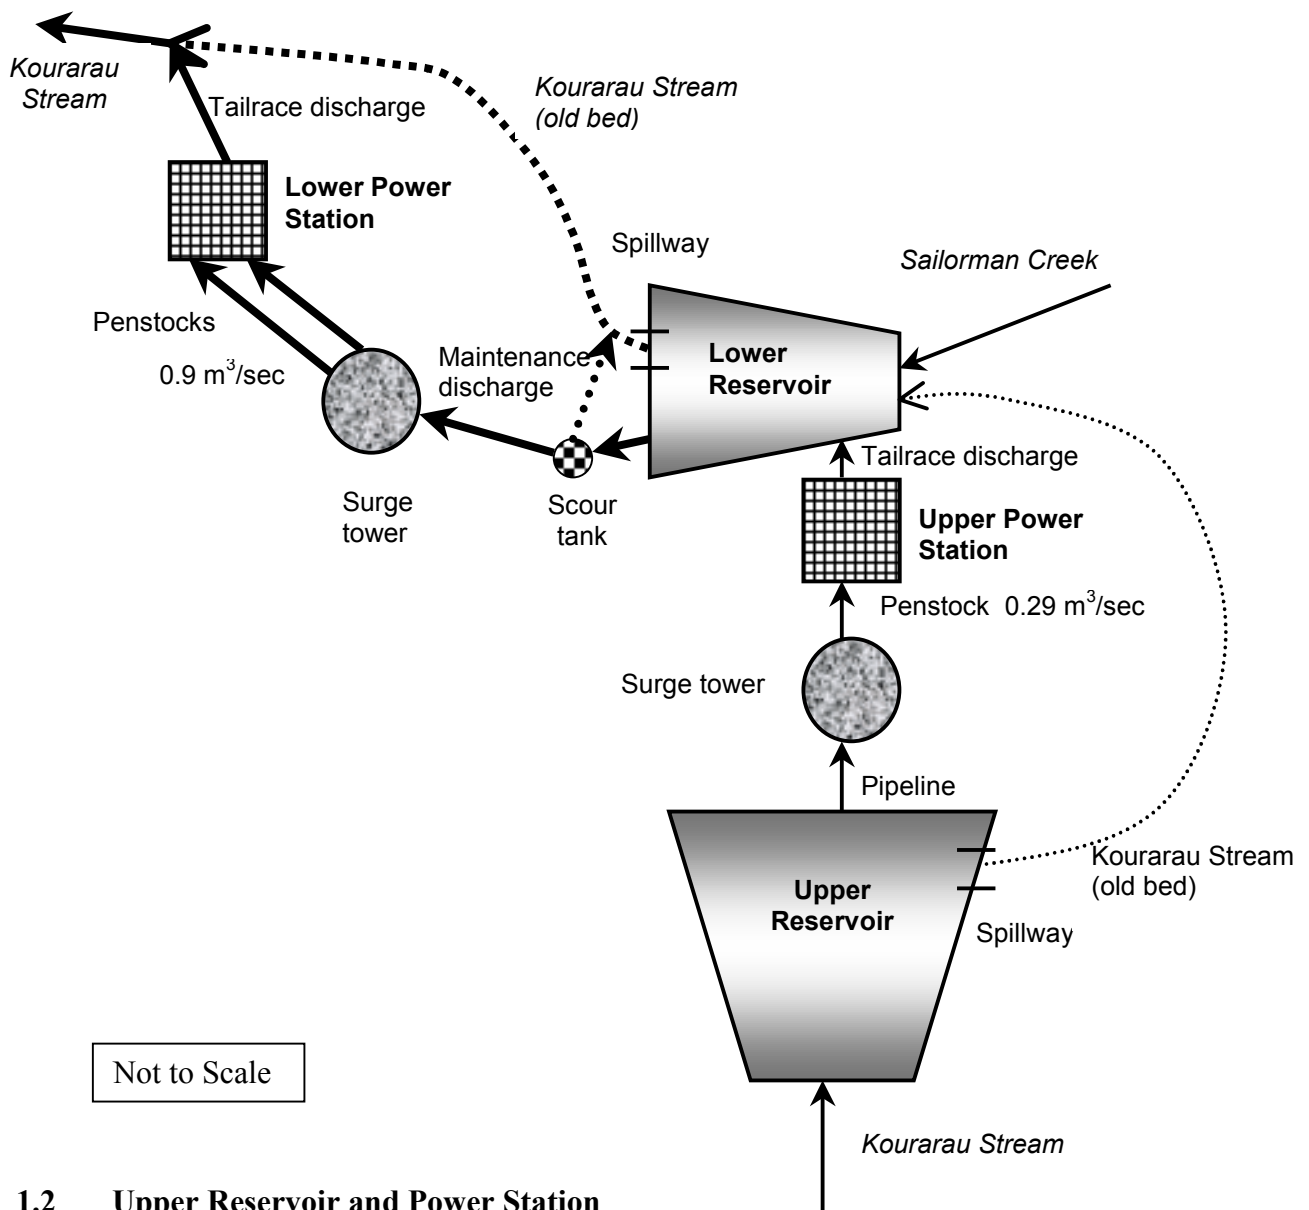 Kourarau
Stream
Tailrace discharge
Kourarau Stream
(old bed)
Lower Power
Station
Spillway
Sailorman Creek
Penstocks
0.9 m³/sec
Maintenance
discharge
Lower
Reservoir
Tailrace discharge
Surge
tower
Scour
tank
Upper Power
Station
Penstock 0.29 m³/sec
Surge tower
Pipeline
Kourarau Stream
(old bed)
Upper
Reservoir
Spillway
Not to Scale
Kourarau Stream
1.2 Upper Reservoir and Power Station